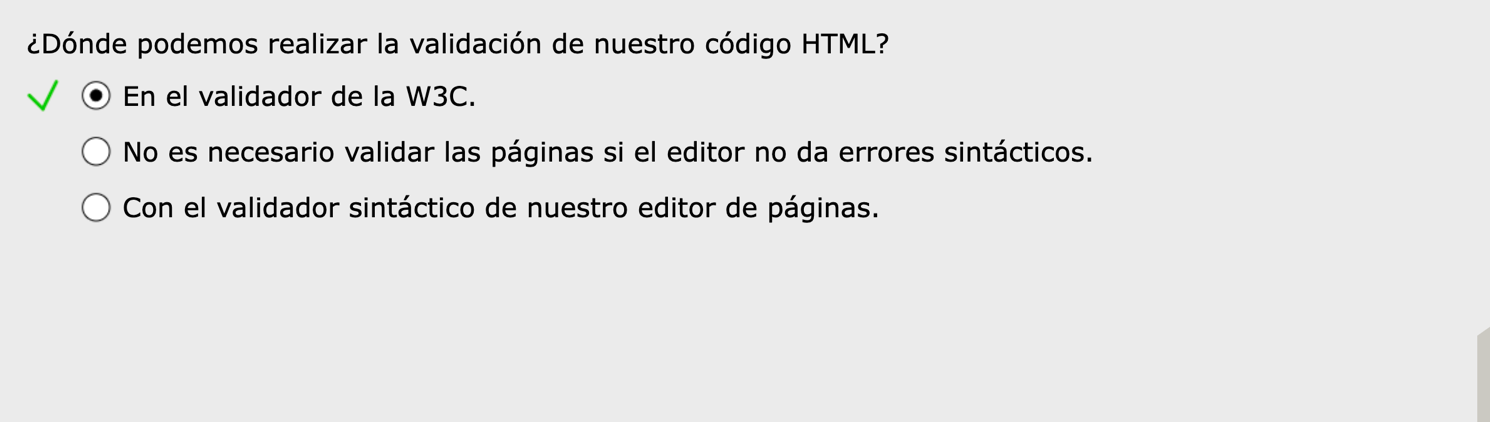 ¿Dónde podemos realizar la validación de nuestro código HTML?
En el validador de la W3C.
No es necesario validar las páginas si el editor no da errores sintácticos.
Con el validador sintáctico de nuestro editor de páginas.